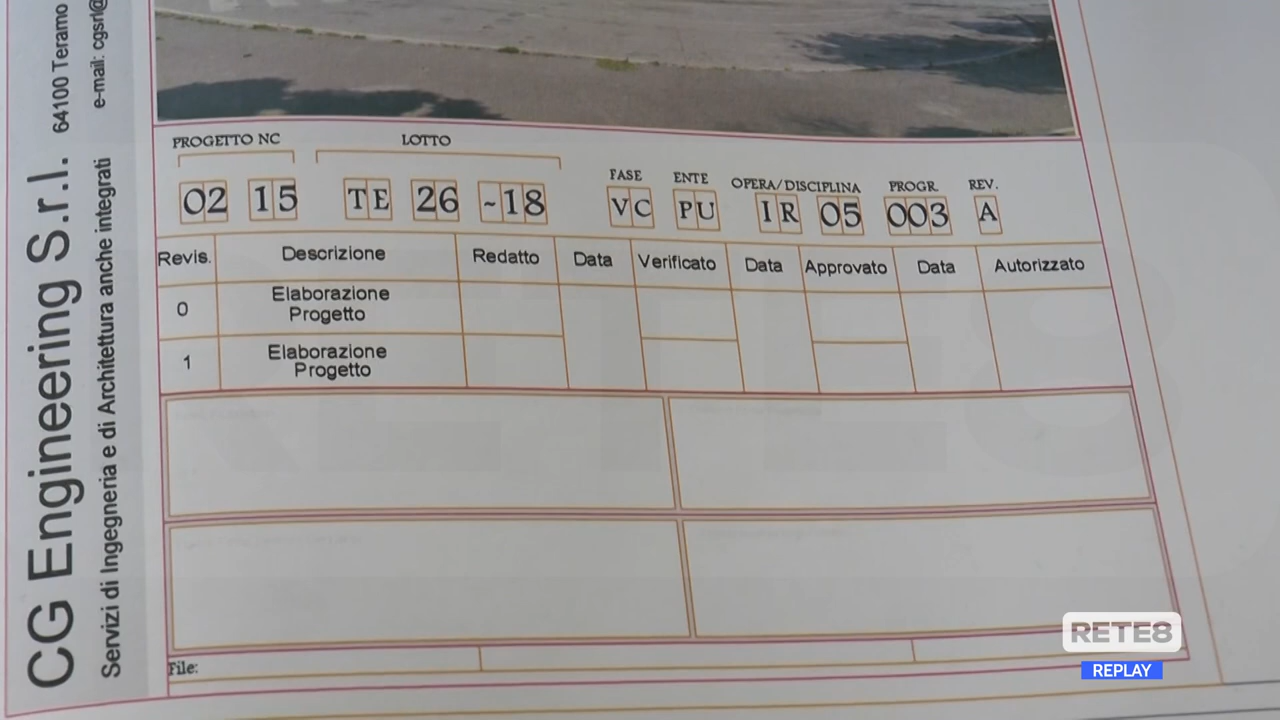 CG Engineering S.r.l.
Servizi di Ingegneria e di Architettura anche integrati
64100 Teramo
e-mail: cgsrl@
PROGETTO NC LOTTO
FASE ENTE OPERA/DISCIPLINA PROGR. REV.
02 15 TE 26 -18 VC PU IR 05 003 A
Revis. Descrizione Redatto Data Verificato Data Approvato Data Autorizzato
0 Elaborazione
Progetto
1 Elaborazione
Progetto
File:
RETE8
REPLAY